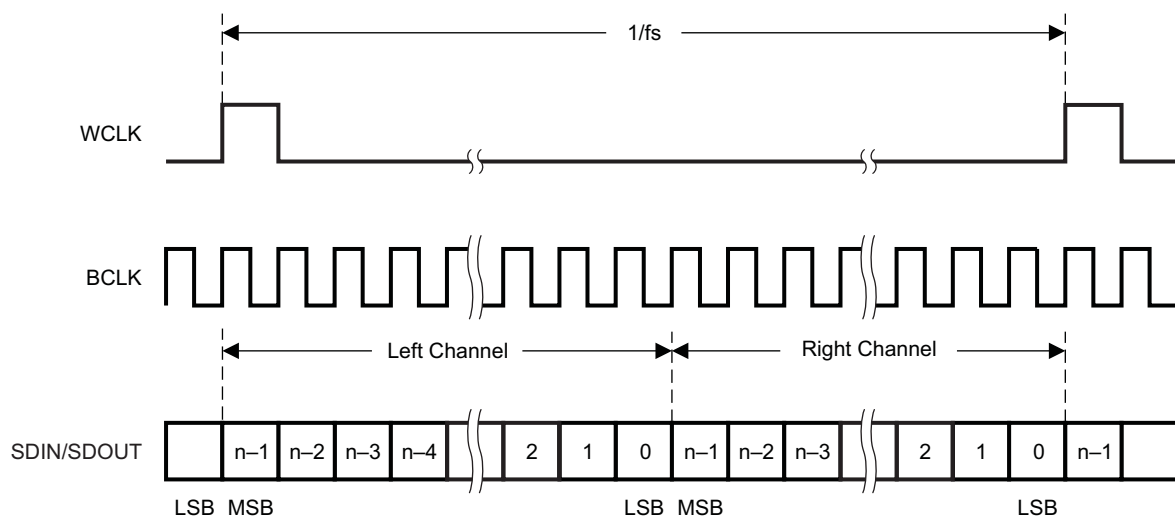 1/fs
WCLK
BCLK
Left Channel
Right Channel
SDIN/SDOUT
n–1 n–2 n–3 n–4 2 1 0 n–1 n–2 n–3 2 1 0 n–1
LSB MSB LSB MSB LSB